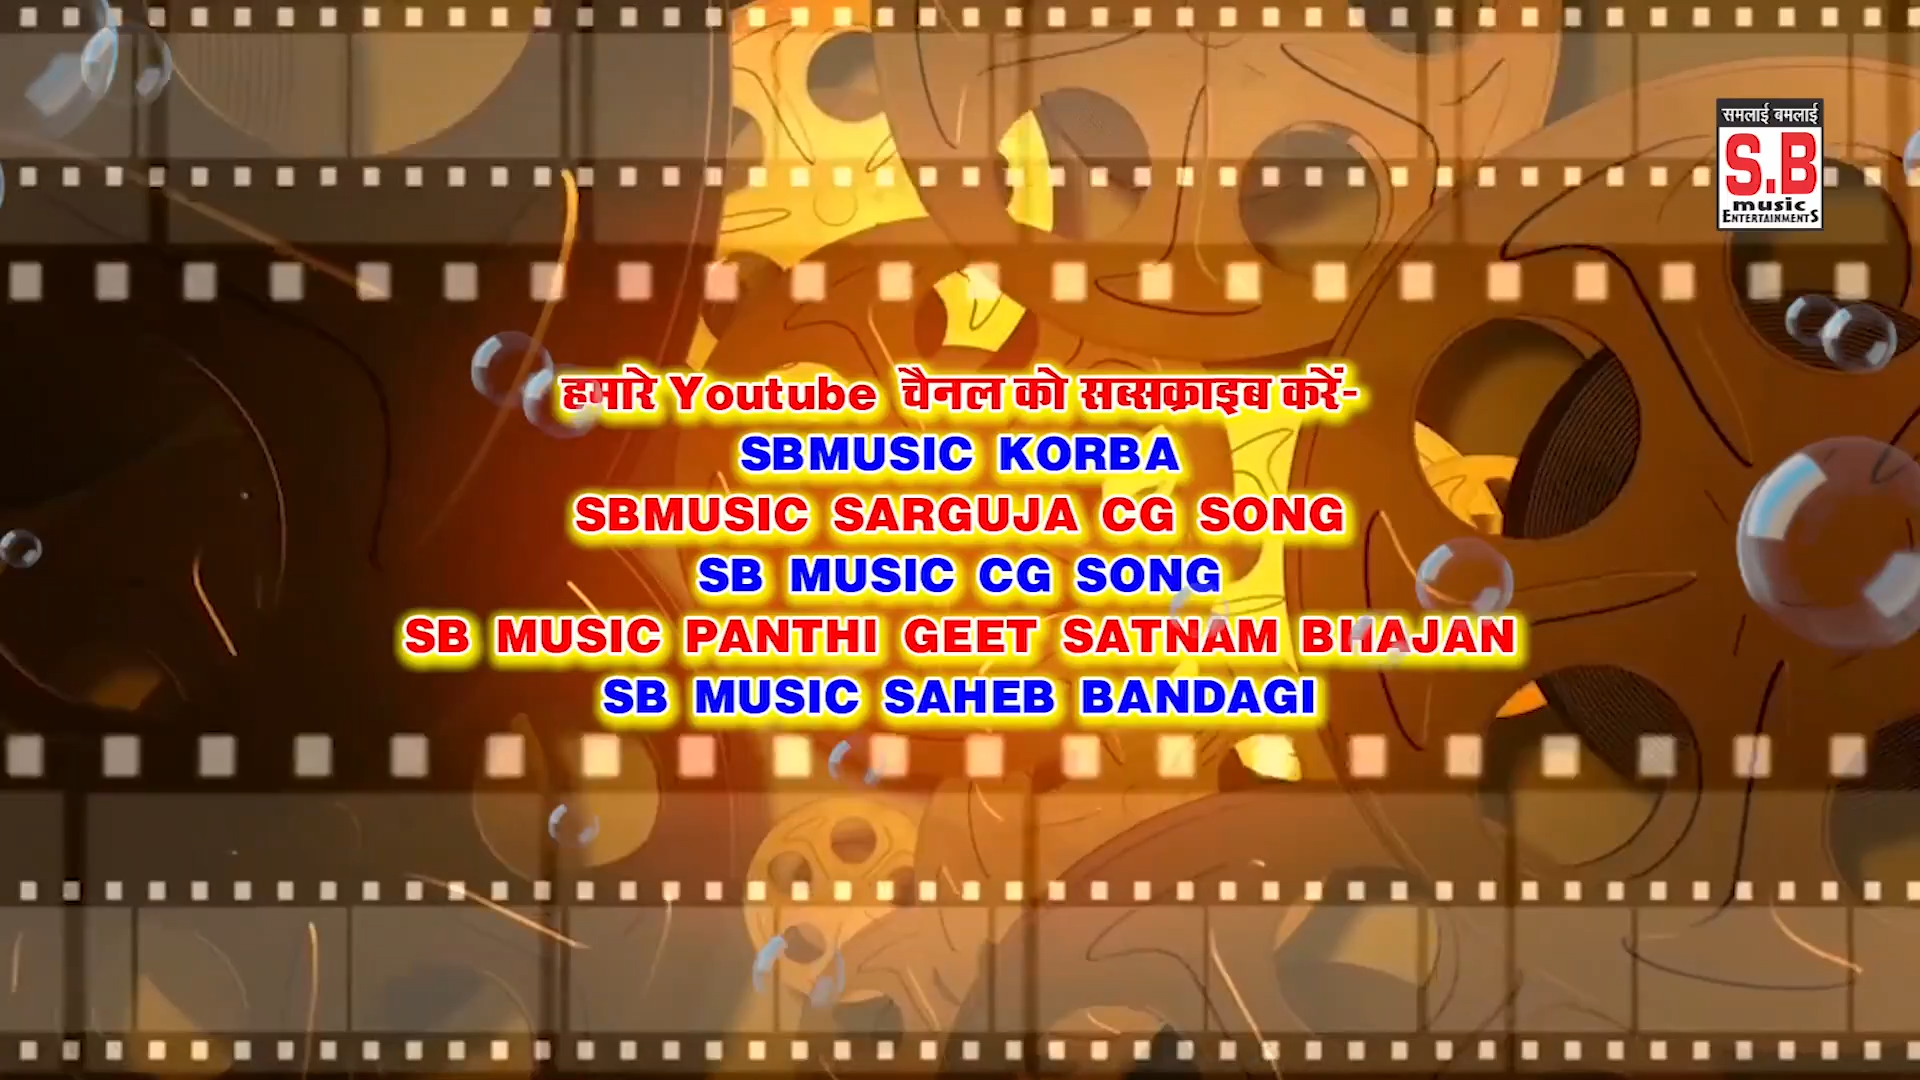 समलाई बमलाई
S.B
music
ENTERTAINMENTS
हमारे Youtube चैनल को सब्सक्राइब करें-
SBMUSIC KORBA
SBMUSIC SARGUJA CG SONG
SB MUSIC CG SONG
SB MUSIC PANTHI GEET SATNAM BHAJAN
SB MUSIC SAHEB BANDAGI